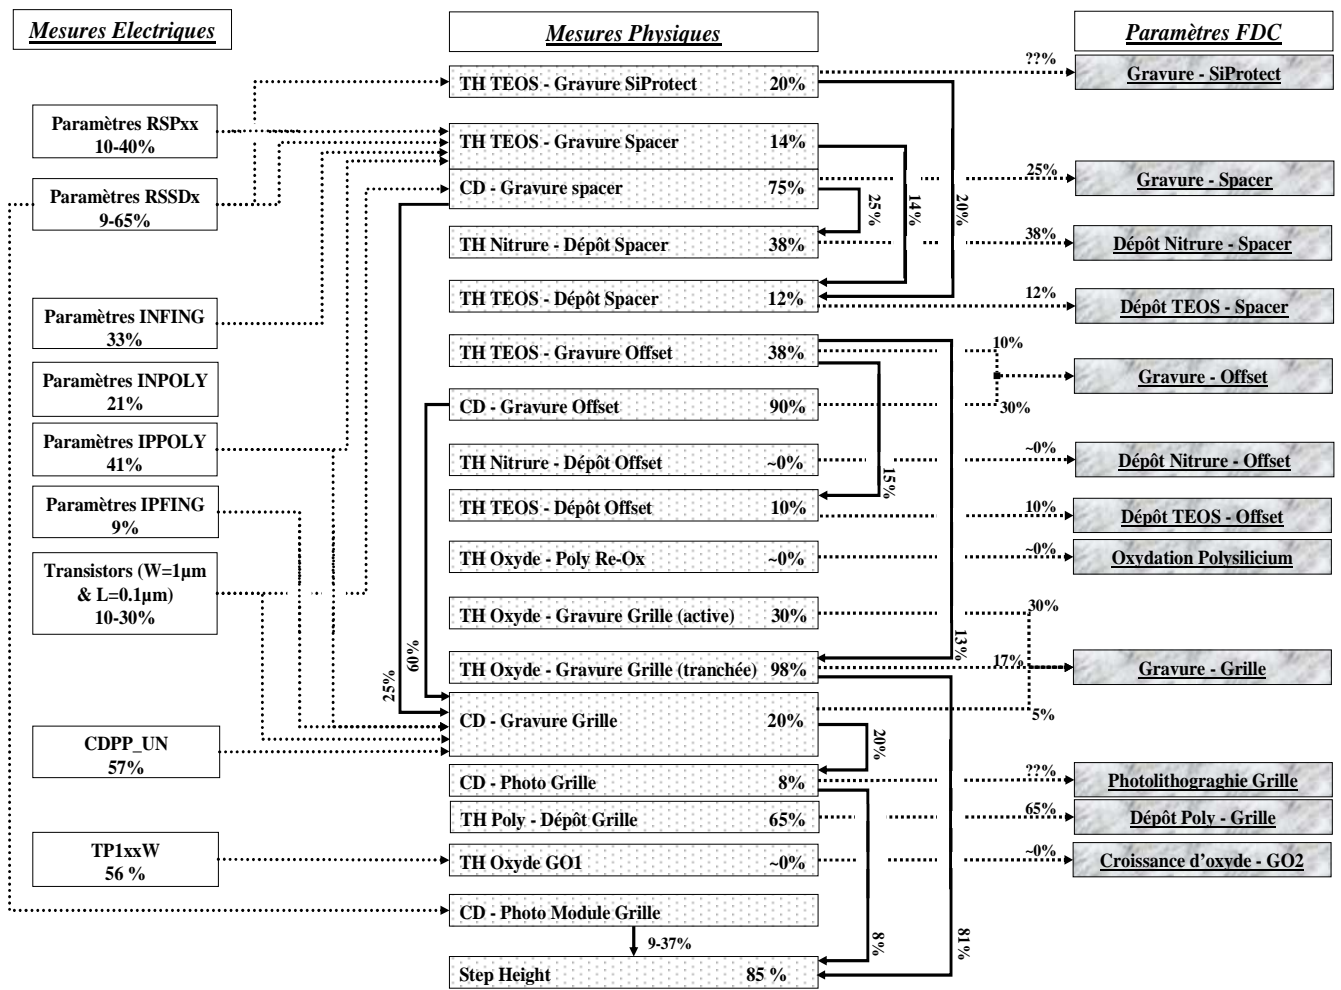 Mesures Electriques
Mesures Physiques
Paramètres FDC
Paramètres RSPxx
10-40%
Paramètres RSSDx
9-65%
Paramètres INFING
33%
Paramètres INPOLY
21%
Paramètres IPPOLY
41%
Paramètres IPFING
9%
Transistors (W=1µm
& L=0.1µm)
10-30%
CDPP_UN
57%
TP1xxW
56 %
TH TEOS - Gravure SiProtect 20%
TH TEOS - Gravure Spacer 14%
CD - Gravure spacer 75%
TH Nitrure - Dépôt Spacer 38%
TH TEOS - Dépôt Spacer 12%
TH TEOS - Gravure Offset 38%
CD - Gravure Offset 90%
TH Nitrure - Dépôt Offset ~0%
TH TEOS - Dépôt Offset 10%
TH Oxyde - Poly Re-Ox ~0%
TH Oxyde - Gravure Grille (active) 30%
TH Oxyde - Gravure Grille (tranchée) 98%
CD - Gravure Grille 20%
CD - Photo Grille 8%
TH Poly - Dépôt Grille 65%
TH Oxyde GO1 ~0%
CD - Photo Module Grille
9-37%
Step Height 85 %
25%
14%
20%
15%
13%
60%
25%
20%
8%
81%
??%
Gravure - SiProtect
25%
Gravure - Spacer
38%
Dépôt Nitrure - Spacer
12%
Dépôt TEOS - Spacer
10%
Gravure - Offset
30%
~0%
Dépôt Nitrure - Offset
10%
Dépôt TEOS - Offset
~0%
Oxydation Polysilicium
30%
17%
Gravure - Grille
5%
??%
Photolithograghie Grille
65%
Dépôt Poly - Grille
~0%
Croissance d'oxyde - GO2